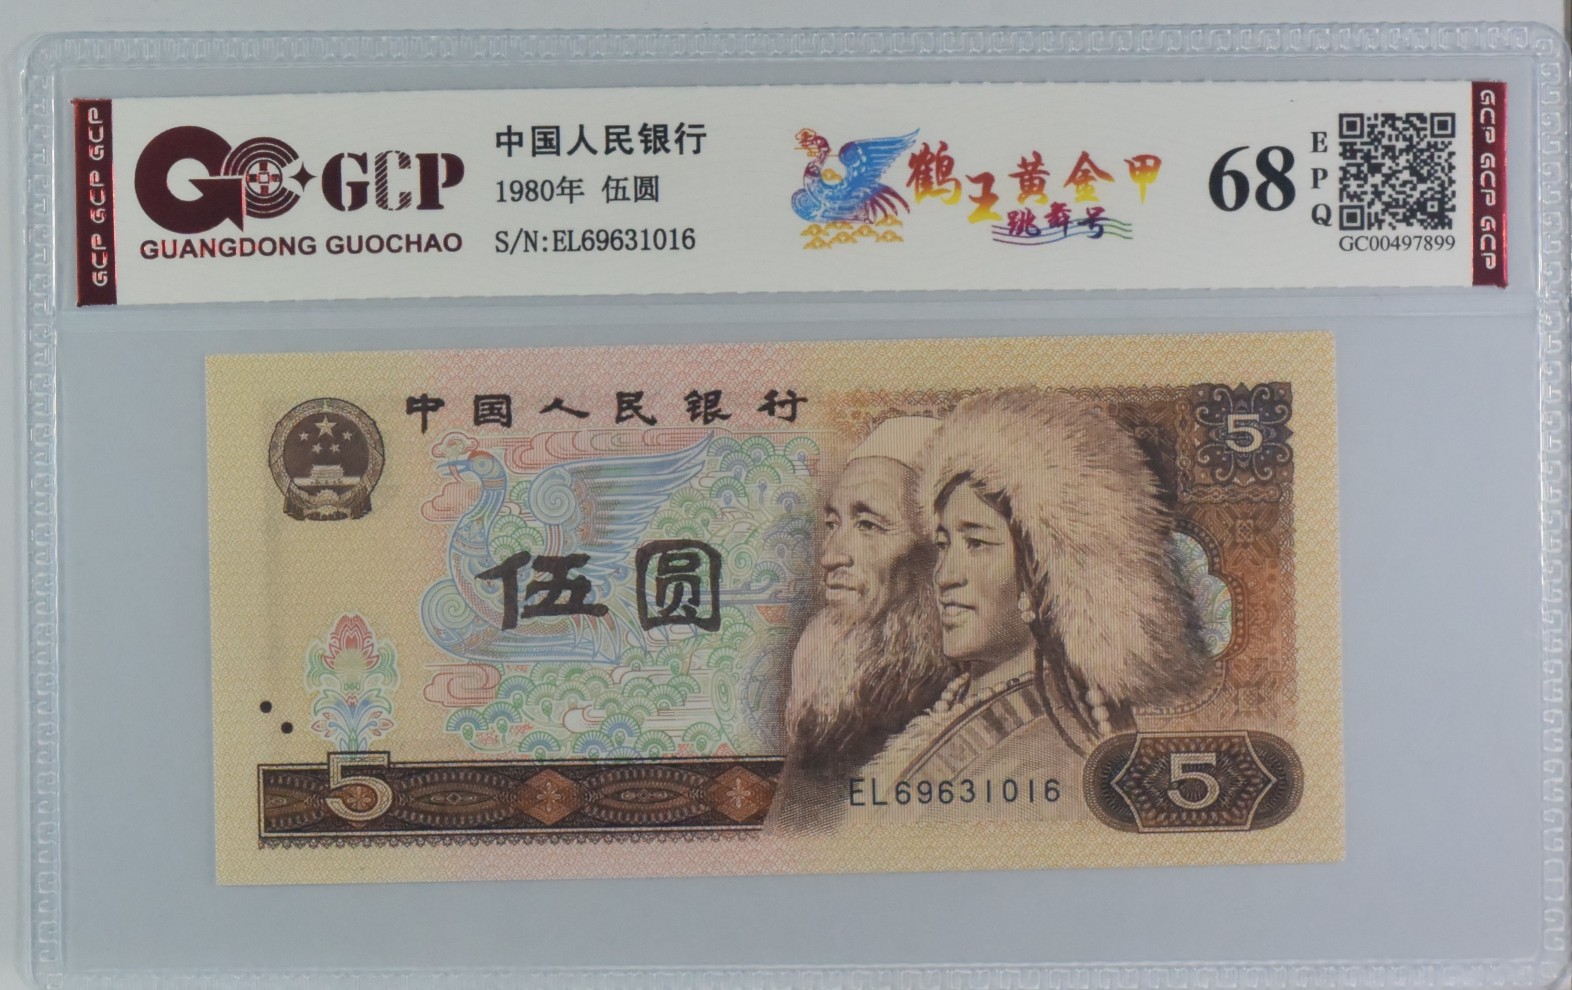 GCP GCP GCP
GCP
GUANGDONG GUOCHAO
中国人民银行
1980年 伍圆
S/N:EL69631016
鹤王黄金甲
跳舞号
68
EPQ
GC00497899
GCP GCP GCP
中国人民银行
5
伍圆
5
EL69631016
5